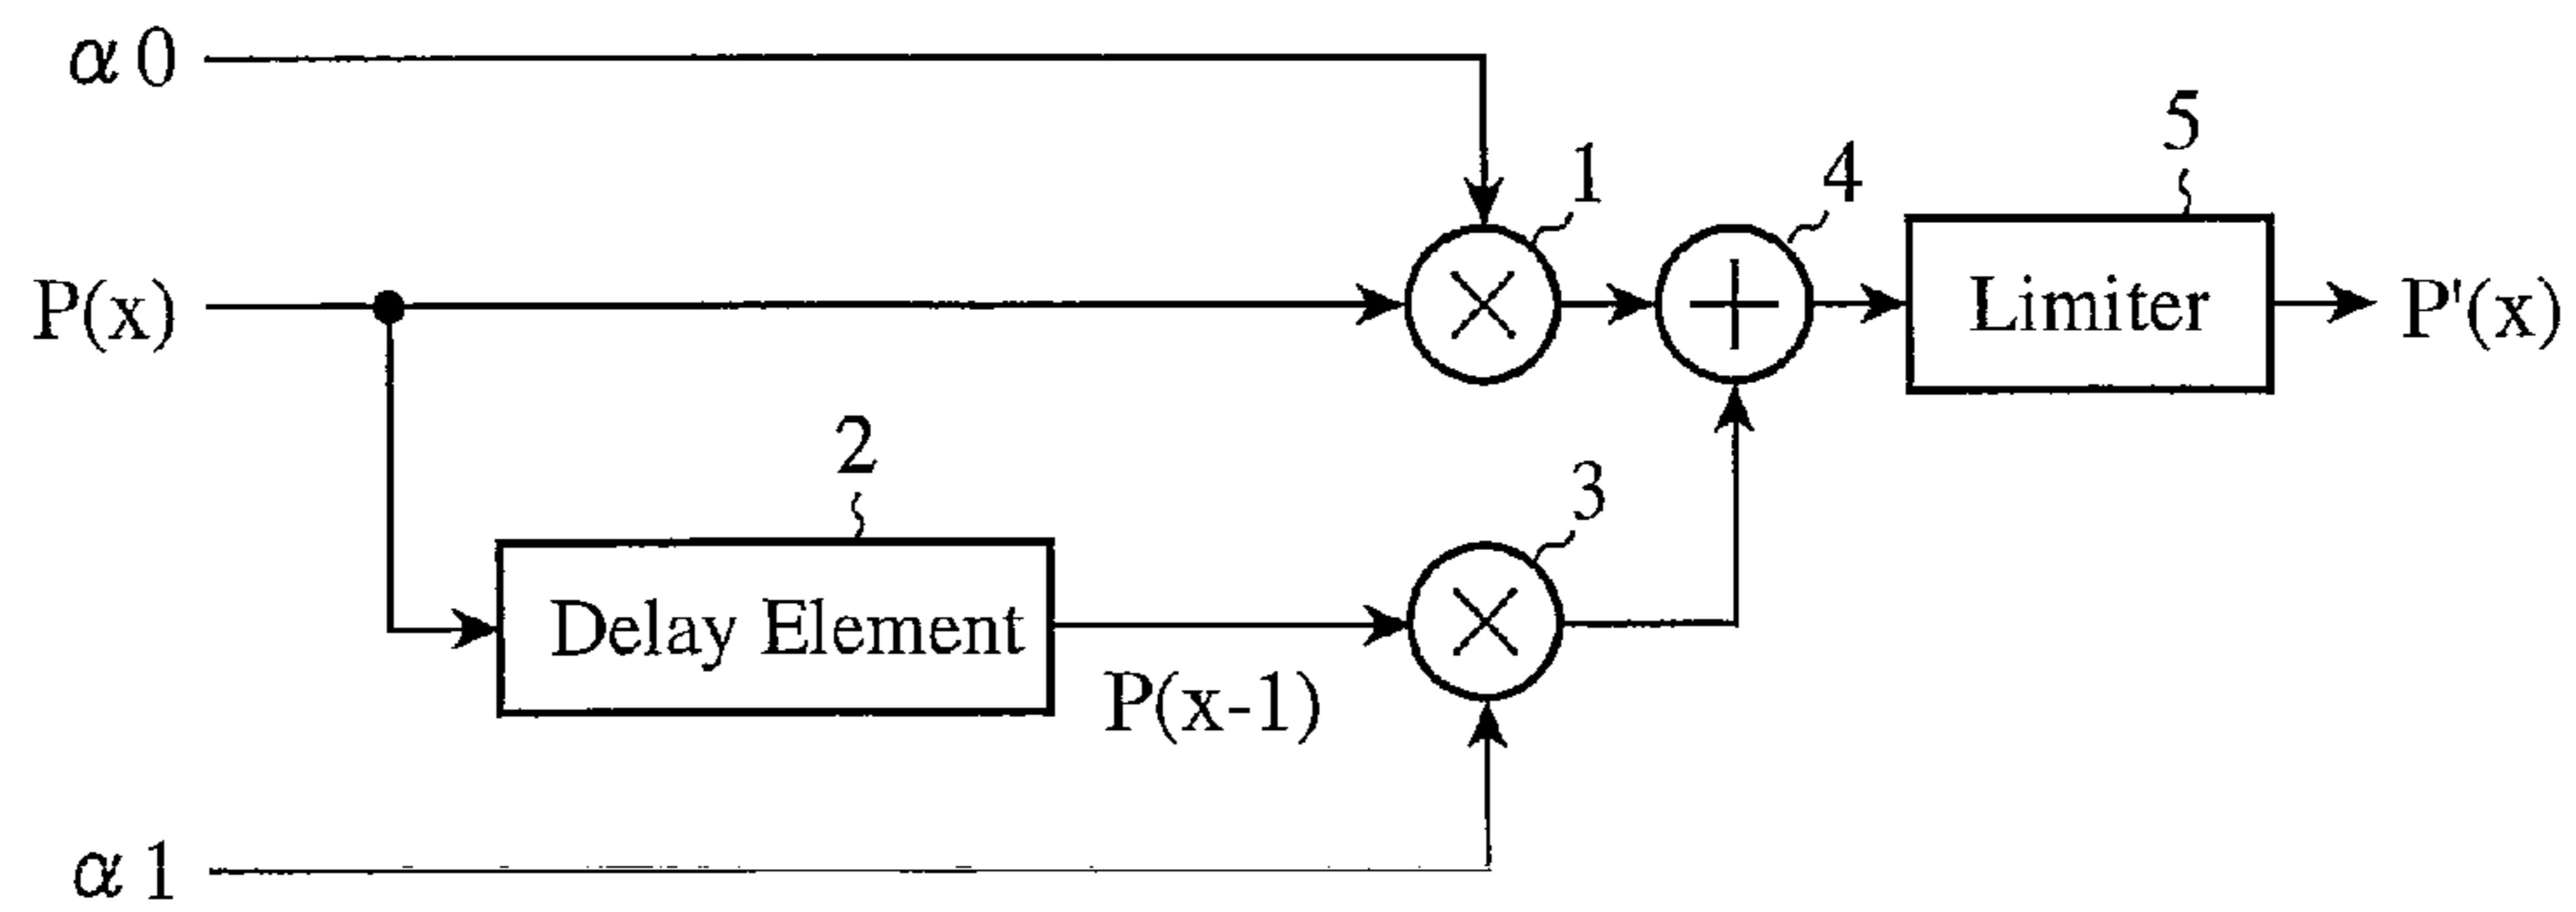 α0
5
1
4
P(x)
Limiter
P'(x)
2
3
Delay Element
P(x-1)
α1